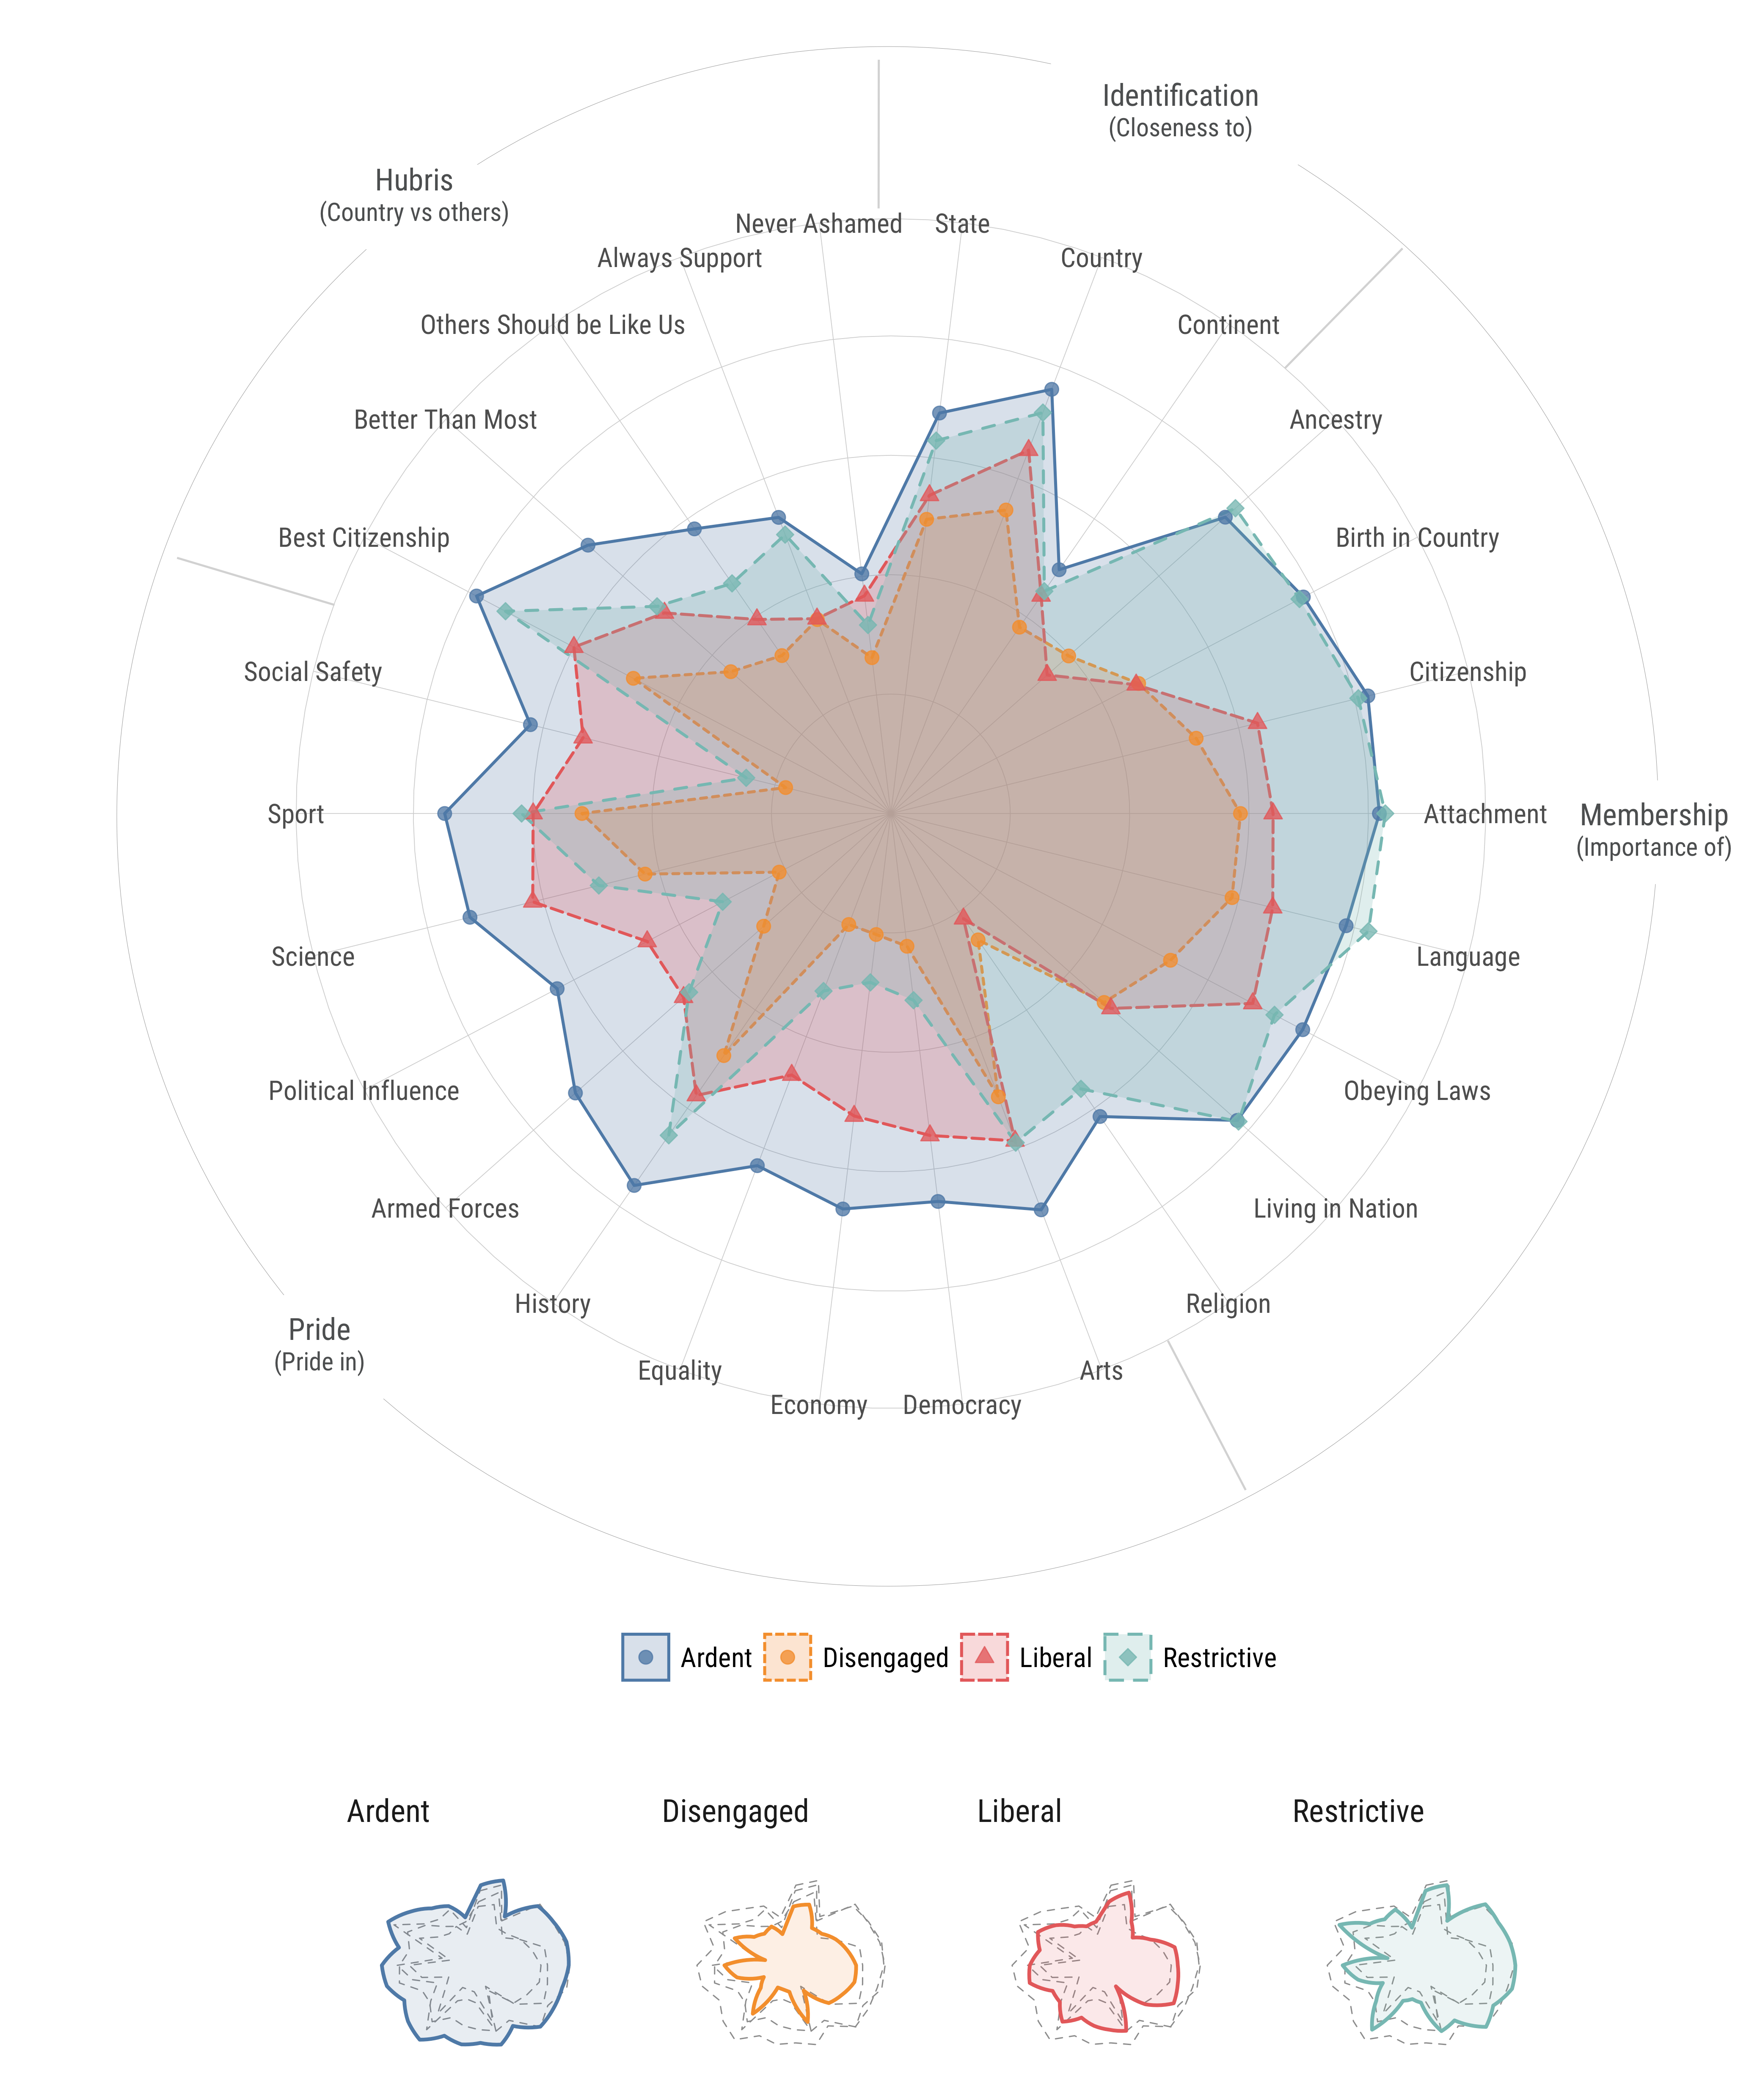 Identification
(Closeness to)
Hubris
(Country vs others)
Never Ashamed
State
Always Support
Country
Others Should be Like Us
Continent
Better Than Most
Ancestry
Best Citizenship
Birth in Country
Social Safety
Citizenship
Sport
Attachment
Membership
(Importance of)
Science
Language
Political Influence
Obeying Laws
Armed Forces
Living in Nation
History
Religion
Pride
(Pride in)
Equality
Arts
Economy
Democracy
Ardent
Disengaged
Liberal
Restrictive
Ardent
Disengaged
Liberal
Restrictive